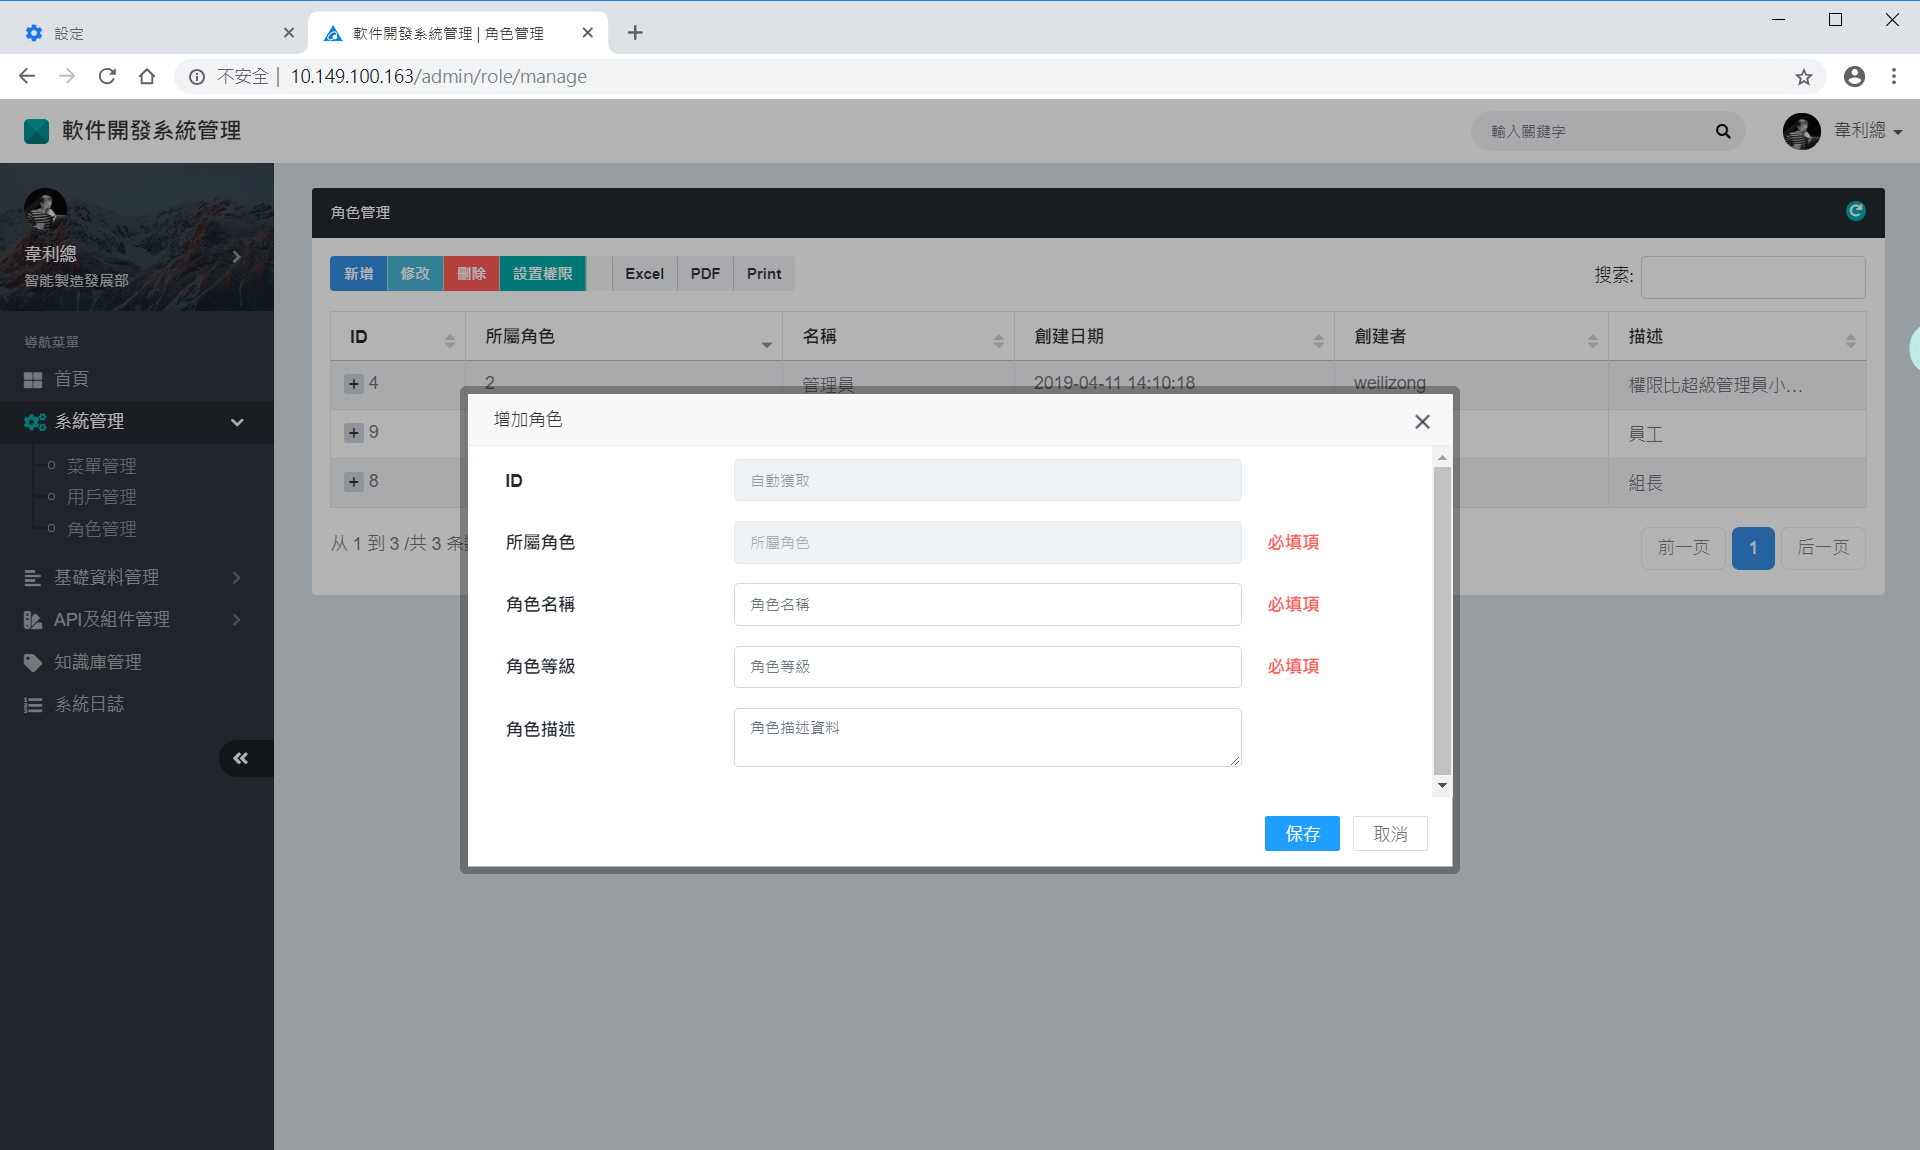 設定
軟件開發系統管理 | 角色管理
不安全 | 10.149.100.163/admin/role/manage
軟件開發系統管理
輸入關鍵字
韋利總
韋利總
智能製造發展部
導航菜單
首頁
系統管理
菜單管理
用戶管理
角色管理
基礎資料管理
API及組件管理
知識庫管理
系統日誌
角色管理
新增 修改 刪除 設置權限 Excel PDF Print
搜索:
ID 所屬角色 名稱 創建日期 創建者 描述
4 2 管理員 2019-04-11 14:10:18 weilizong 權限比超級管理員小...
9 員工
8 組長
从 1 到 3 /共 3 条
前一页 1 后一页
增加角色
ID 自動獲取
所屬角色 所屬角色 必填項
角色名稱 角色名稱 必填項
角色等級 角色等級 必填項
角色描述 角色描述資料
保存 取消